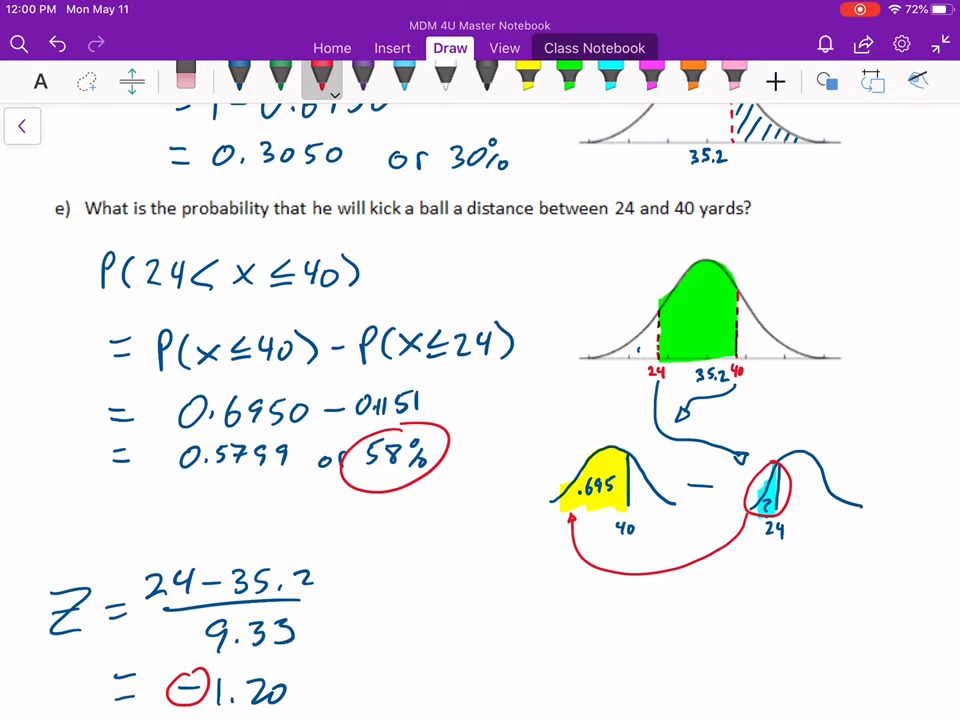 12:00 PM Mon May 11
72%
MDM 4U Master Notebook
Home Insert Draw View Class Notebook
A
= 1 - 0.6950
= 0.3050 or 30%
35.2
e) What is the probability that he will kick a ball a distance between 24 and 40 yards?
P(24 < x ≤ 40)
= P(x ≤ 40) - P(x ≤ 24)
= 0.6950 - 0.1151
= 0.5799 or 58%
24 35.2 40
.695 - ?
40 24
Z = 24 - 35.2
9.33
= -1.20